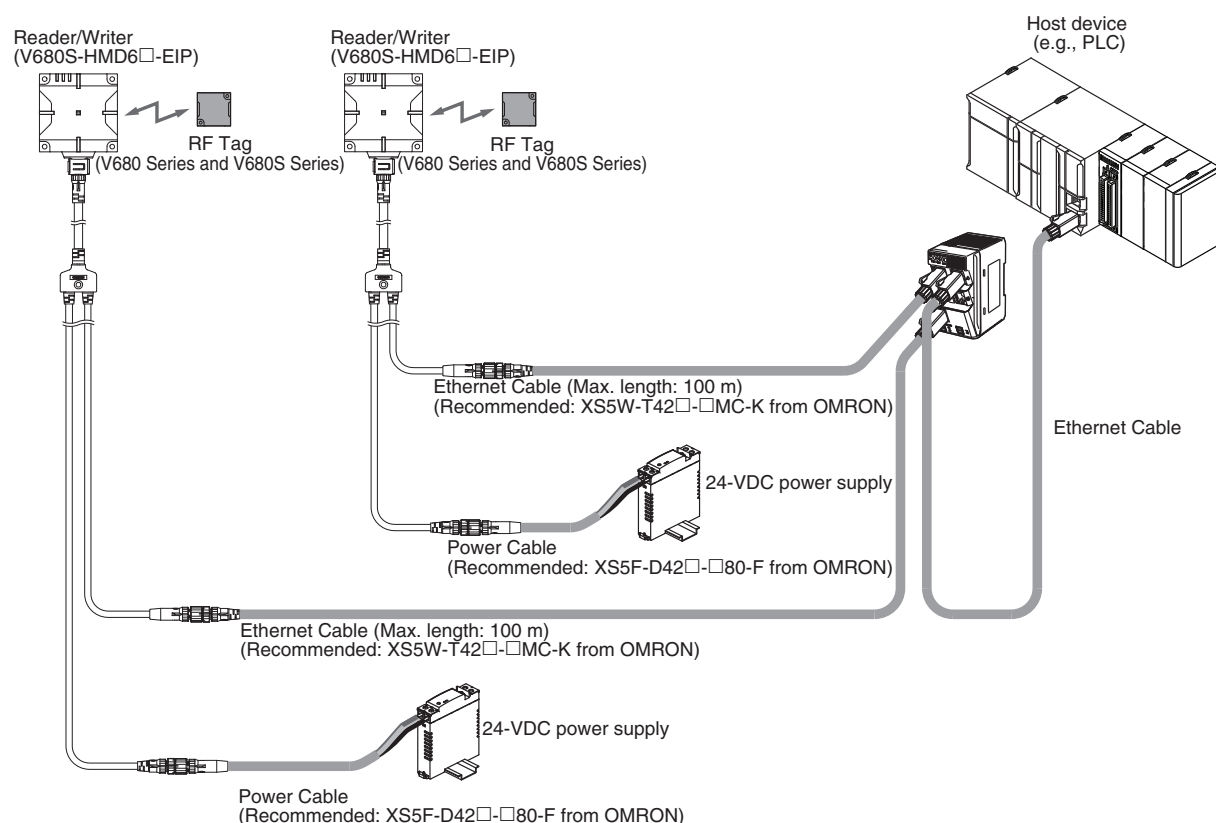 Reader/Writer
(V680S-HMD6□-EIP)
RF Tag
(V680 Series and V680S Series)
Reader/Writer
(V680S-HMD6□-EIP)
RF Tag
(V680 Series and V680S Series)
Host device
(e.g., PLC)
Ethernet Cable (Max. length: 100 m)
(Recommended: XS5W-T42□-□MC-K from OMRON)
Ethernet Cable
24-VDC power supply
Power Cable
(Recommended: XS5F-D42□-□80-F from OMRON)
Ethernet Cable (Max. length: 100 m)
(Recommended: XS5W-T42□-□MC-K from OMRON)
24-VDC power supply
Power Cable
(Recommended: XS5F-D42□-□80-F from OMRON)